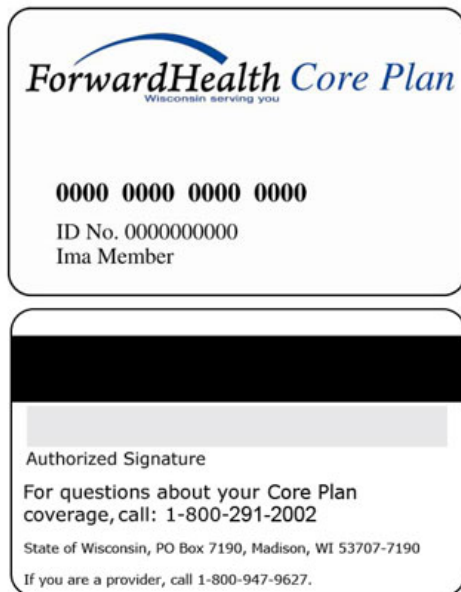 ForwardHealth Core Plan
Wisconsin serving you
0000 0000 0000 0000
ID No. 0000000000
Ima Member
Authorized Signature
For questions about your Core Plan
coverage, call: 1-800-291-2002
State of Wisconsin, PO Box 7190, Madison, WI 53707-7190
If you are a provider, call 1-800-947-9627.